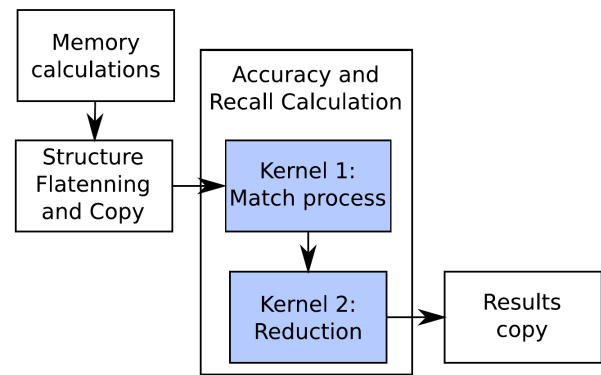 Memory
calculations
Structure
Flatenning
and Copy
Accuracy and
Recall Calculation
Kernel 1:
Match process
Kernel 2:
Reduction
Results
copy